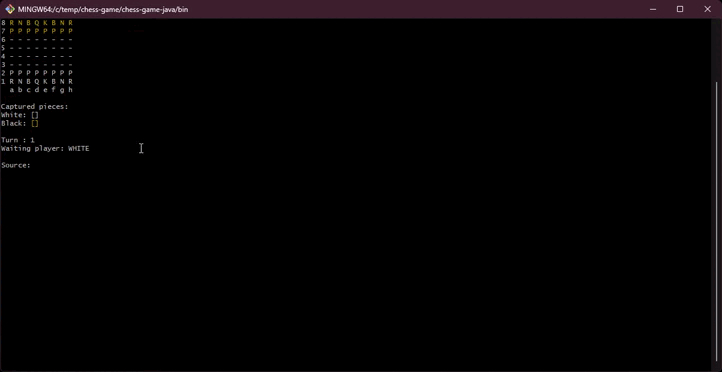 MINGW64:/c/temp/chess-game/chess-game-java/bin
8 R N B Q K B N R
7 P P P P P P P P
6 - - - - - - - -
5 - - - - - - - -
4 - - - - - - - -
3 - - - - - - - -
2 P P P P P P P P
1 R N B Q K B N R
a b c d e f g h
Captured pieces:
White: []
Black: []
Turn : 1
Waiting player: WHITE
Source: